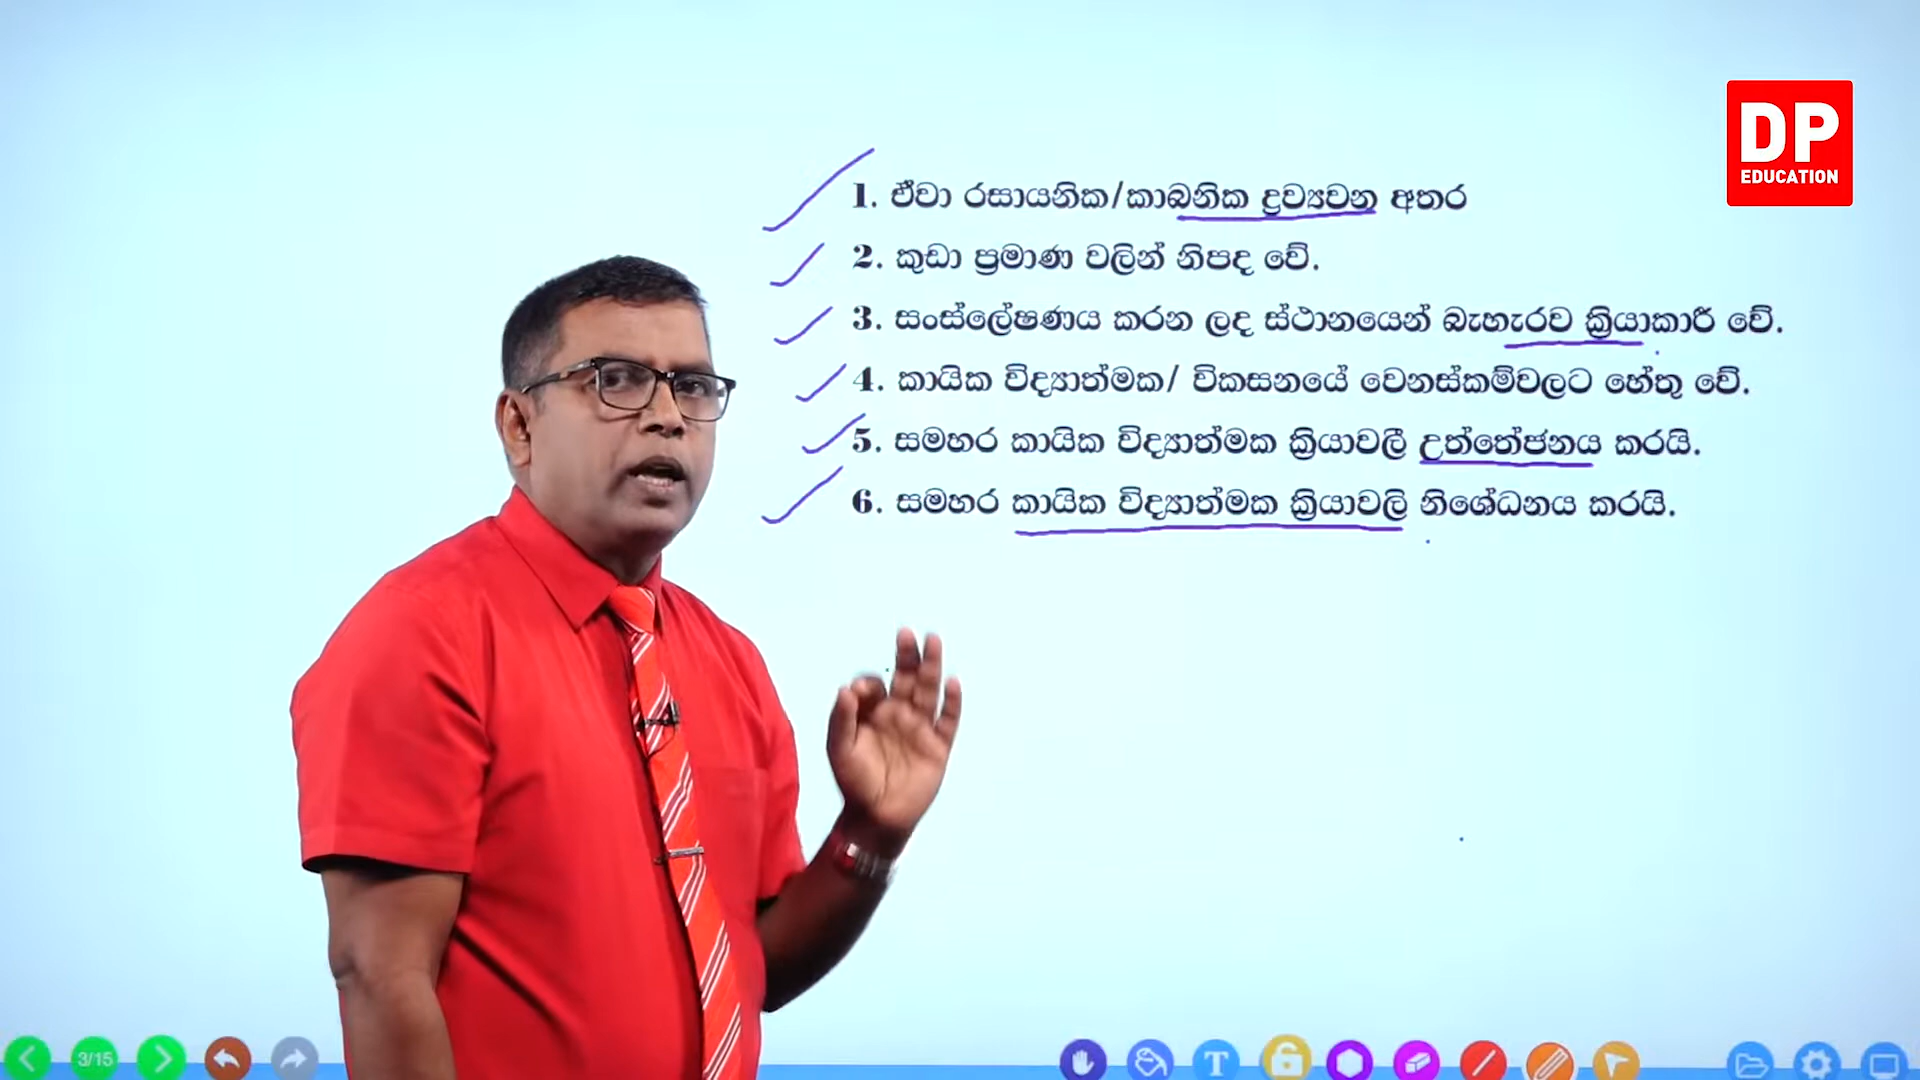 DP
EDUCATION
1. ඒවා රසායනික/කාබනික ද්‍රව්‍යවන අතර
2. කුඩා ප්‍රමාණ වලින් නිපද වේ.
3. සංස්ලේෂණය කරන ලද ස්ථානයෙන් බැහැරව ක්‍රියාකාරී වේ.
4. කායික විද්‍යාත්මක/ විකසනයේ වෙනස්කම්වලට හේතු වේ.
5. සමහර කායික විද්‍යාත්මක ක්‍රියාවලී උත්තේජනය කරයි.
6. සමහර කායික විද්‍යාත්මක ක්‍රියාවලි නිශේධනය කරයි.
3/15
T